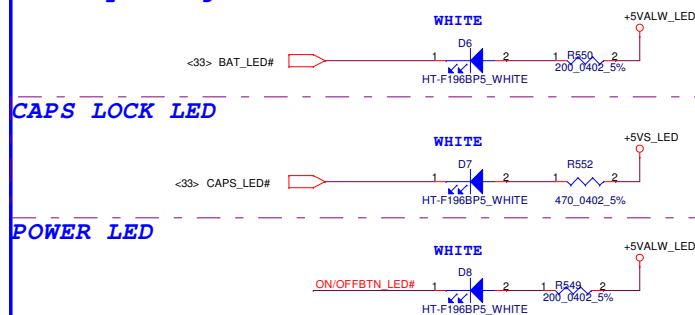 WHITE
+5VALW_LED
<33> BAT_LED#
1 D6 2 1 R550 2
HT-F196BP5_WHITE
200_0402_5%
CAPS LOCK LED
WHITE
+5VS_LED
<33> CAPS_LED#
1 D7 2 1 R552 2
HT-F196BP5_WHITE
470_0402_5%
POWER LED
WHITE
+5VALW_LED
ON/OFFBTN_LED#
1 D8 2 1 R549 2
HT-F196BP5_WHITE
200_0402_5%